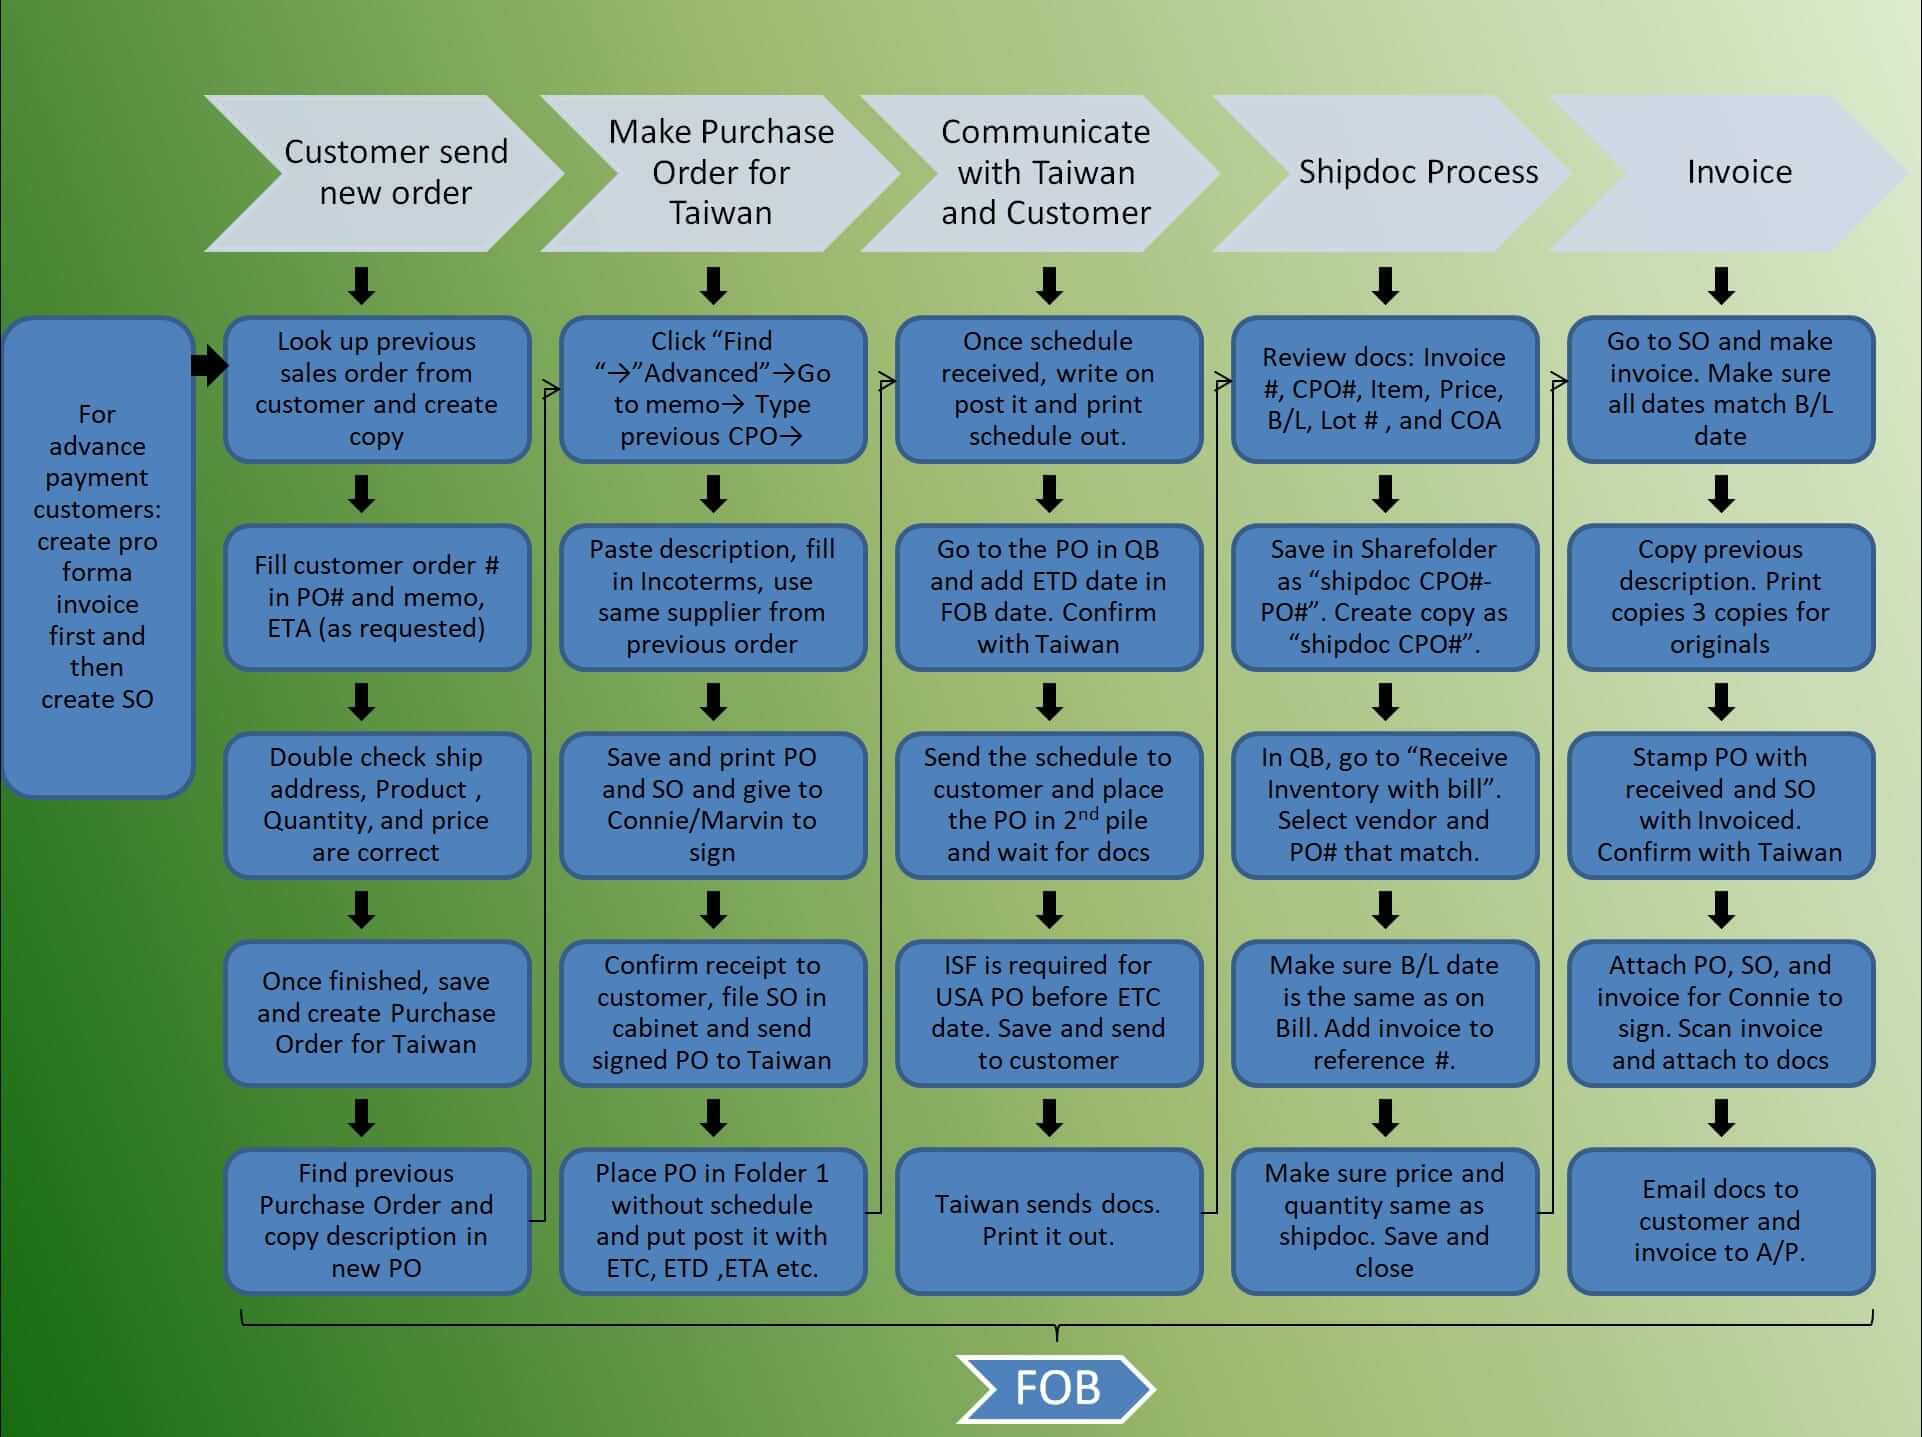 Customer send
new order
Make Purchase
Order for
Taiwan
Communicate
with Taiwan
and Customer
Shipdoc Process
Invoice
For
advance
payment
customers:
create pro
forma
invoice
first and
then
create SO
Look up previous
sales order from
customer and create
copy
Fill customer order #
in PO# and memo,
ETA (as requested)
Double check ship
address, Product ,
Quantity, and price
are correct
Once finished, save
and create Purchase
Order for Taiwan
Find previous
Purchase Order and
copy description in
new PO
Click “Find
“→”Advanced”→Go
to memo→ Type
previous CPO→
Paste description, fill
in Incoterms, use
same supplier from
previous order
Save and print PO
and SO and give to
Connie/Marvin to
sign
Confirm receipt to
customer, file SO in
cabinet and send
signed PO to Taiwan
Place PO in Folder 1
without schedule
and put post it with
ETC, ETD ,ETA etc.
Once schedule
received, write on
post it and print
schedule out.
Go to the PO in QB
and add ETD date in
FOB date. Confirm
with Taiwan
Send the schedule to
customer and place
the PO in 2nd pile
and wait for docs
ISF is required for
USA PO before ETC
date. Save and send
to customer
Taiwan sends docs.
Print it out.
Review docs: Invoice
#, CPO#, Item, Price,
B/L, Lot # , and COA
Save in Sharefolder
as “shipdoc CPO#-
PO#”. Create copy as
“shipdoc CPO#”.
In QB, go to “Receive
Inventory with bill”.
Select vendor and
PO# that match.
Make sure B/L date
is the same as on
Bill. Add invoice to
reference #.
Make sure price and
quantity same as
shipdoc. Save and
close
Go to SO and make
invoice. Make sure
all dates match B/L
date
Copy previous
description. Print
copies 3 copies for
originals
Stamp PO with
received and SO
with Invoiced.
Confirm with Taiwan
Attach PO, SO, and
invoice for Connie to
sign. Scan invoice
and attach to docs
Email docs to
customer and
invoice to A/P.
FOB